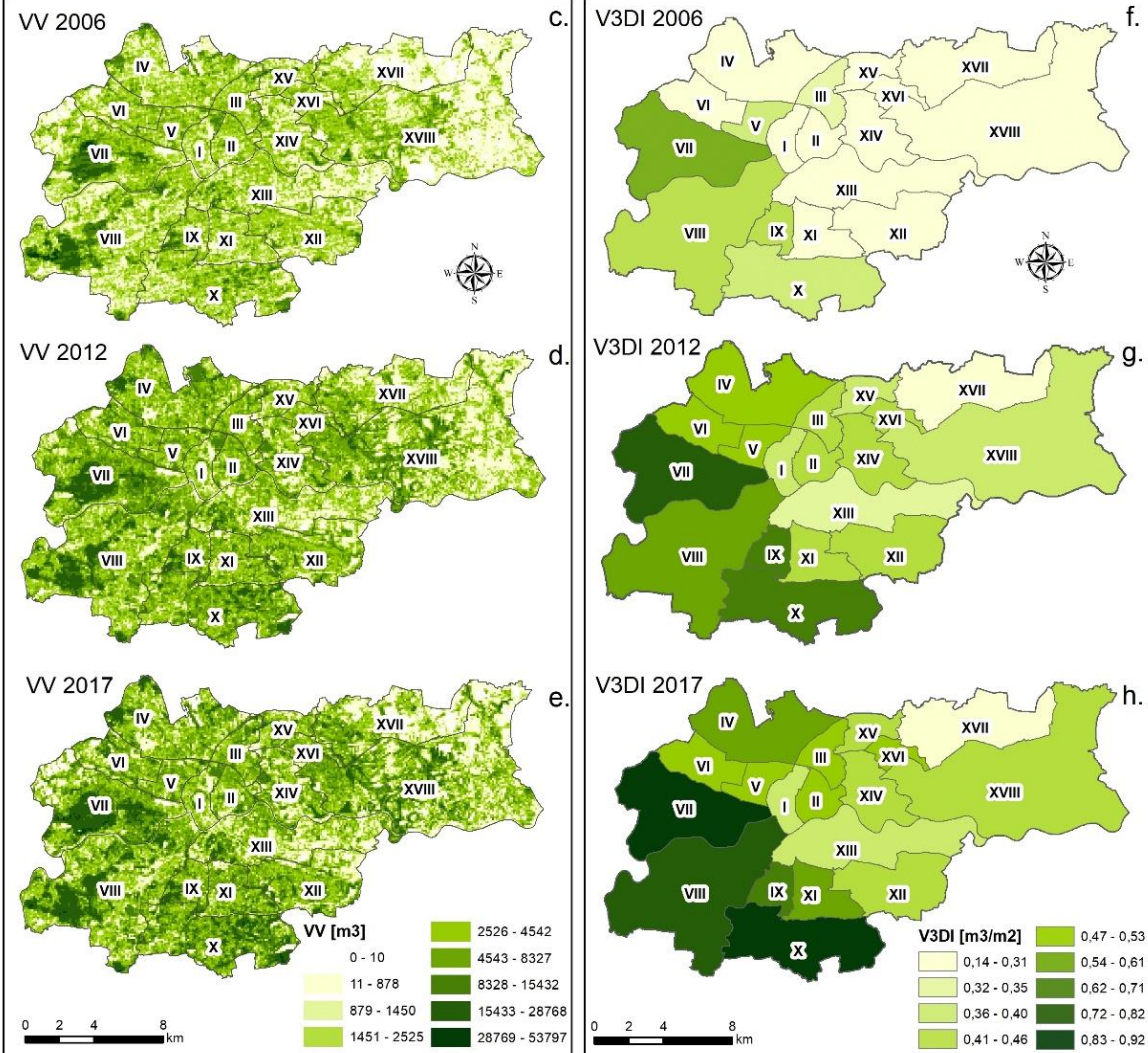 VV 2006
c.
IV
XV
XVII
VI
III
XVI
V
XVIII
VII
I
II
XIV
XIII
VIII
IX
XI
XII
X
N
W
E
S
VV 2012
d.
IV
XV
XVII
VI
III
XVI
V
XVIII
VII
I
II
XIV
XIII
VIII
IX
XI
XII
X
VV 2017
e.
IV
XV
XVII
VI
III
XVI
V
XVIII
VII
I
II
XIV
XIII
VIII
IX
XI
XII
X
VV [m3]
0 - 10
11 - 878
879 - 1450
1451 - 2525
2526 - 4542
4543 - 8327
8328 - 15432
15433 - 28768
28769 - 53797
0 2 4 8
km
V3DI 2006
f.
IV
XV
XVII
VI
III
XVI
V
XVIII
VII
I
II
XIV
XIII
VIII
IX
XI
XII
X
N
W
E
S
V3DI 2012
g.
IV
XV
XVII
VI
III
XVI
V
XVIII
VII
I
II
XIV
XIII
VIII
IX
XI
XII
X
V3DI 2017
h.
IV
XV
XVII
VI
III
XVI
V
XVIII
VII
I
II
XIV
XIII
VIII
IX
XI
XII
X
V3DI [m3/m2]
0,14 - 0,31
0,32 - 0,35
0,36 - 0,40
0,41 - 0,46
0,47 - 0,53
0,54 - 0,61
0,62 - 0,71
0,72 - 0,82
0,83 - 0,92
0 2 4 8
km